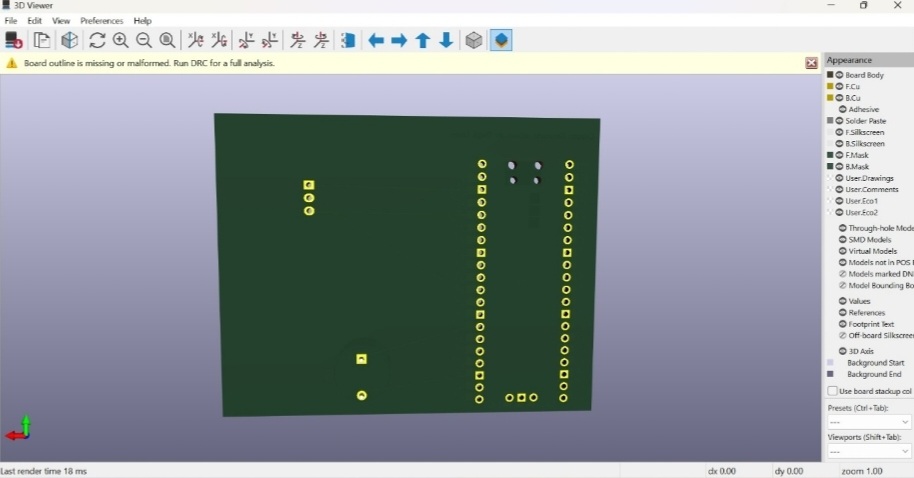 3D Viewer
File Edit View Preferences Help
Board outline is missing or malformed. Run DRC for a full analysis.
Appearance
Board Body
F.Cu
B.Cu
Adhesive
Solder Paste
F.Silkscreen
B.Silkscreen
F.Mask
B.Mask
User.Drawings
User.Comments
User.Eco1
User.Eco2
Through-hole Mode
SMD Models
Virtual Models
Models not in POS
Models marked DN
Model Bounding Bo
Values
References
Footprint Text
Off-board Silkscree
3D Axis
Background Start
Background End
Use board stackup col
Presets (Ctrl+Tab):
---
Viewports (Shift+Tab):
---
Last render time 18 ms
dx 0.00
dy 0.00
zoom 1.00